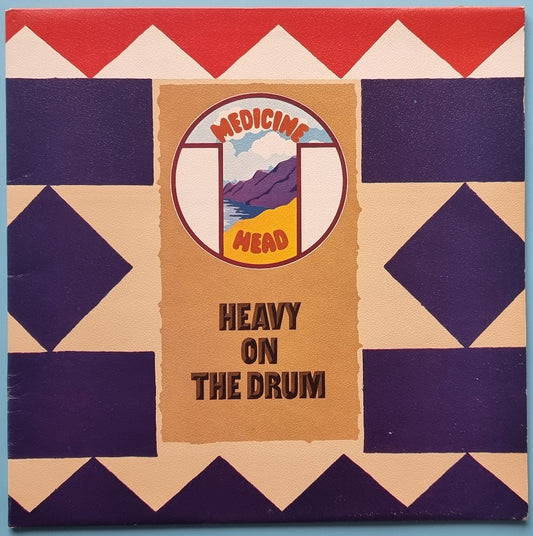 MEDICINE
HEAD
HEAVY
ON
THE DRUM